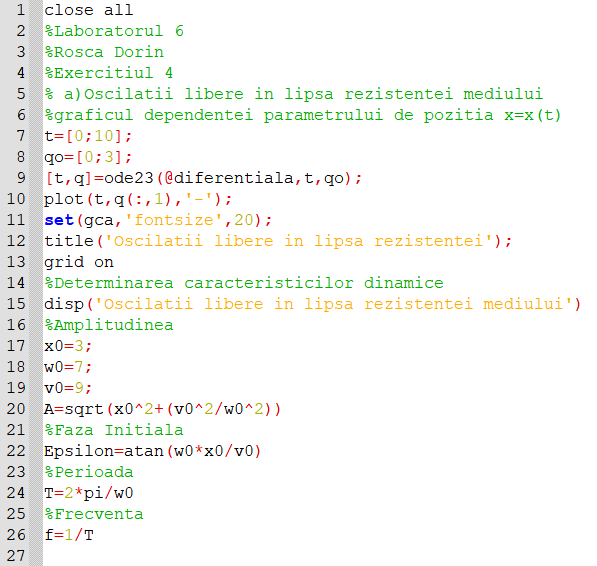 1 close all
2 %Laboratorul 6
3 %Rosca Dorin
4 %Exercitiul 4
5 % a)Oscilatii libere in lipsa rezistentei mediului
6 %graficul dependentei parametrului de pozitia x=x(t)
7 t=[0;10];
8 qo=[0;3];
9 [t,q]=ode23(@diferentiala,t,qo);
10 plot(t,q(:,1),'-');
11 set(gca,'fontsize',20);
12 title('Oscilatii libere in lipsa rezistentei');
13 grid on
14 %Determinarea caracteristicilor dinamice
15 disp('Oscilatii libere in lipsa rezistentei mediului')
16 %Amplitudinea
17 x0=3;
18 w0=7;
19 v0=9;
20 A=sqrt(x0^2+(v0^2/w0^2))
21 %Faza Initiala
22 Epsilon=atan(w0*x0/v0)
23 %Perioada
24 T=2*pi/w0
25 %Frecventa
26 f=1/T
27